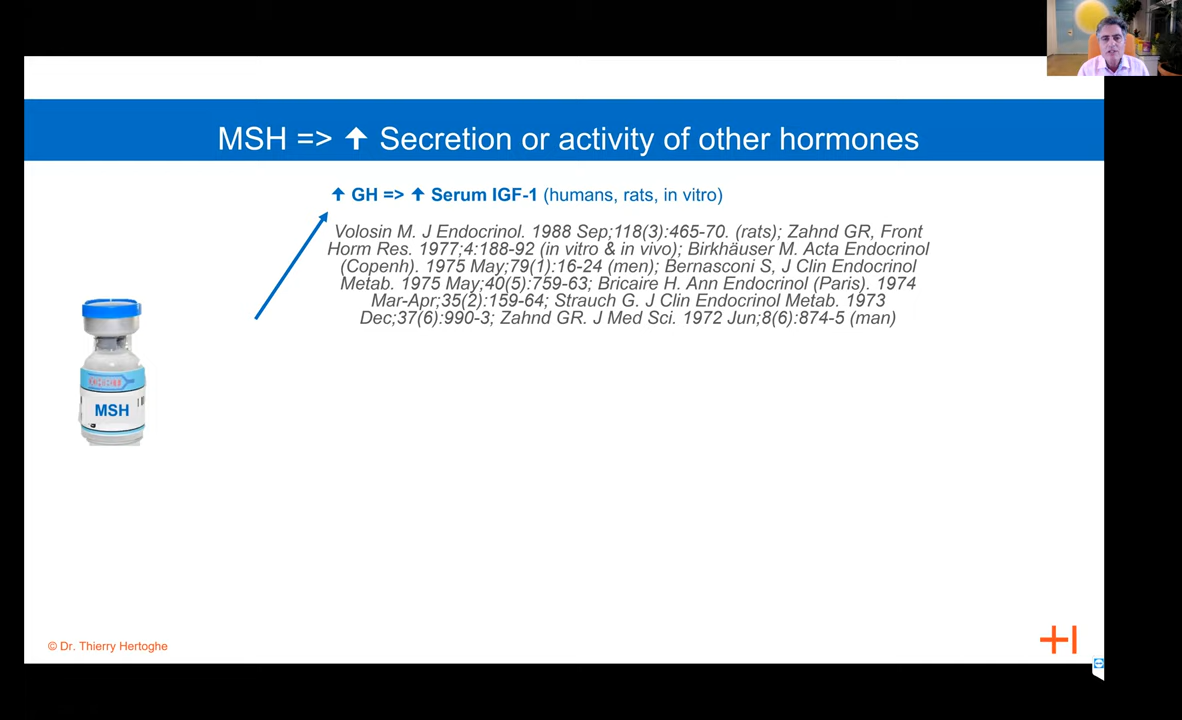 MSH => ↑ Secretion or activity of other hormones
↑ GH => ↑ Serum IGF-1 (humans, rats, in vitro)
Volosin M. J Endocrinol. 1988 Sep;118(3):465-70. (rats); Zahnd GR, Front
Horm Res. 1977;4:188-92 (in vitro & in vivo); Birkhäuser M. Acta Endocrinol
(Copenh). 1975 May;79(1):16-24 (men); Bernasconi S, J Clin Endocrinol
Metab. 1975 May;40(5):759-63; Bricaire H. Ann Endocrinol (Paris). 1974
Mar-Apr;35(2):159-64; Strauch G. J Clin Endocrinol Metab. 1973
Dec;37(6):990-3; Zahnd GR. J Med Sci. 1972 Jun;8(6):874-5 (man)
MSH
© Dr. Thierry Hertoghe